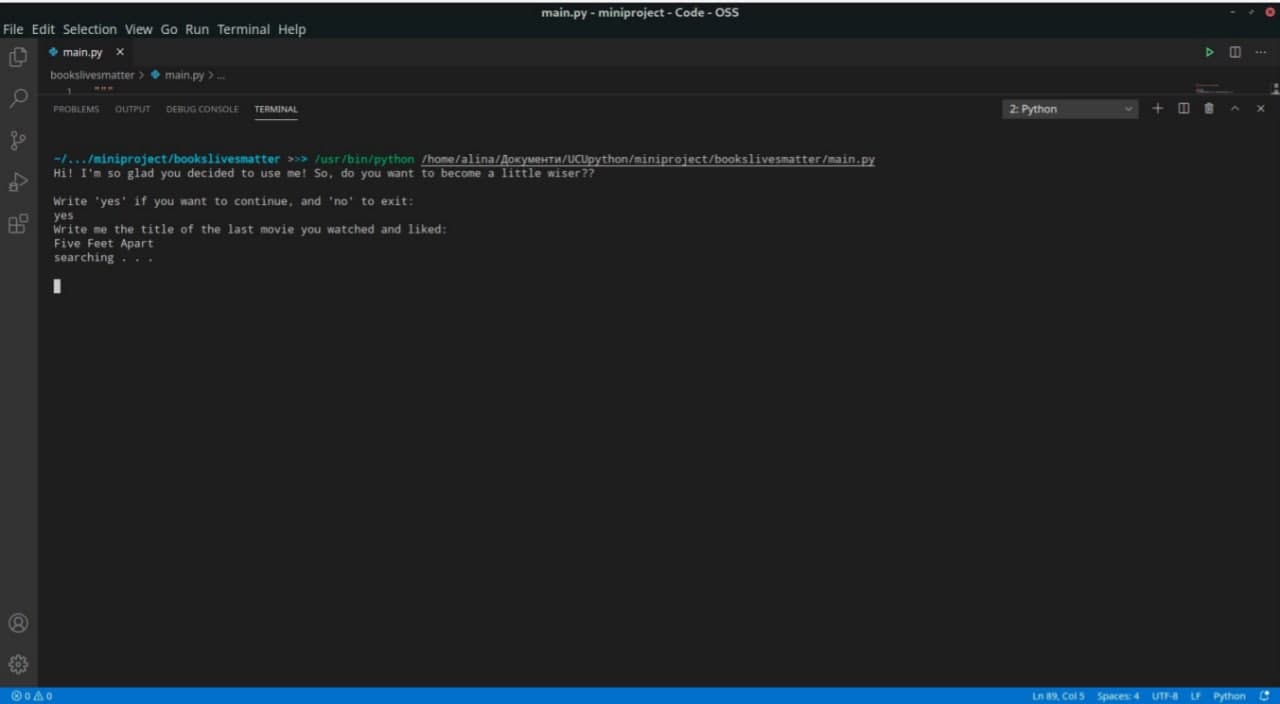 main.py - miniproject - Code - OSS
File Edit Selection View Go Run Terminal Help
main.py
bookslivesmatter > main.py > ...
1 """
PROBLEMS OUTPUT DEBUG CONSOLE TERMINAL 2: Python
~/.../miniproject/bookslivesmatter >>> /usr/bin/python /home/alina/Документи/UCUpython/miniproject/bookslivesmatter/main.py
Hi! I'm so glad you decided to use me! So, do you want to become a little wiser??
Write 'yes' if you want to continue, and 'no' to exit:
yes
Write me the title of the last movie you watched and liked:
Five Feet Apart
searching . . .
0 0 Ln 89, Col 5 Spaces: 4 UTF-8 LF Python